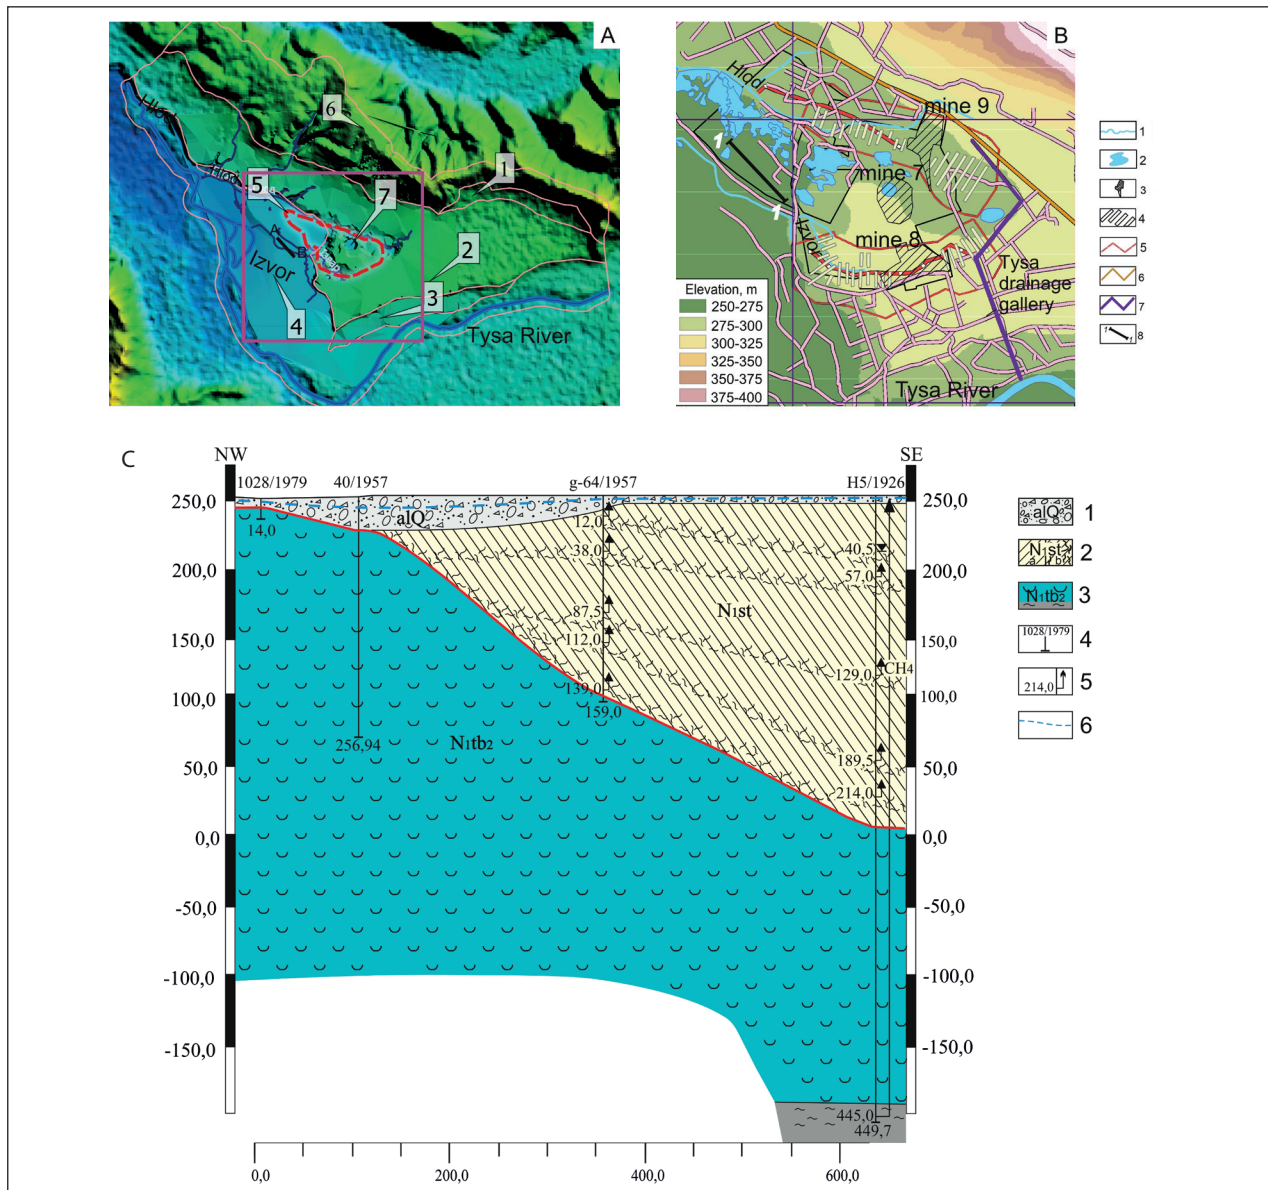 A
Hlod
Hlod
6
1
5
7
A
B
Izvor
2
3
4
Tysa River
B
Hlod
mine 9
1
mine 7
1
Izvor
mine 8
Tysa
drainage
gallery
Elevation, m
250-275
275-300
300-325
325-350
350-375
375-400
Tysa River
1
2
3
4
5
6
7
1 1 8
C
NW
SE
1028/1979
40/1957
g-64/1957
H5/1926
250,0
200,0
150,0
100,0
50,0
0,0
-50,0
-100,0
-150,0
250,0
200,0
150,0
100,0
50,0
0,0
-50,0
-100,0
-150,0
alQ
14,0
256,94
12,0
38,0
87,5
112,0
139,0
159,0
N1st
N1tb2
40,5
57,0
129,0
CH4
189,5
214,0
445,0
449,7
0,0
200,0
400,0
600,0
alQ 1
N1st 2
N1tb2 3
1028/1979 4
214,0 5
6